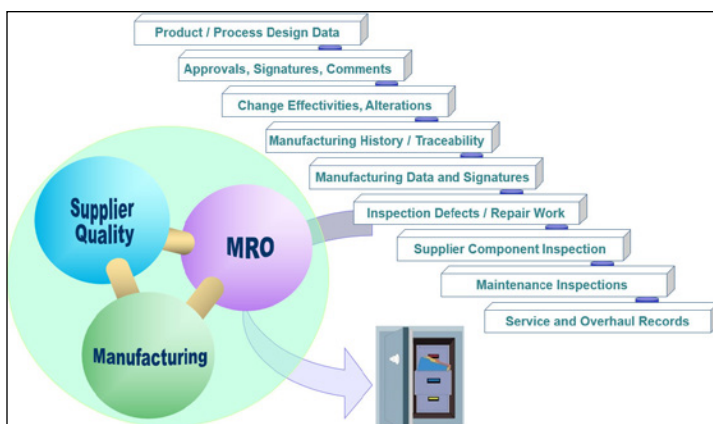 Product / Process Design Data
Approvals, Signatures, Comments
Change Effectivities, Alterations
Manufacturing History / Traceability
Manufacturing Data and Signatures
Inspection Defects / Repair Work
Supplier Component Inspection
Maintenance Inspections
Service and Overhaul Records
Supplier
Quality
MRO
Manufacturing